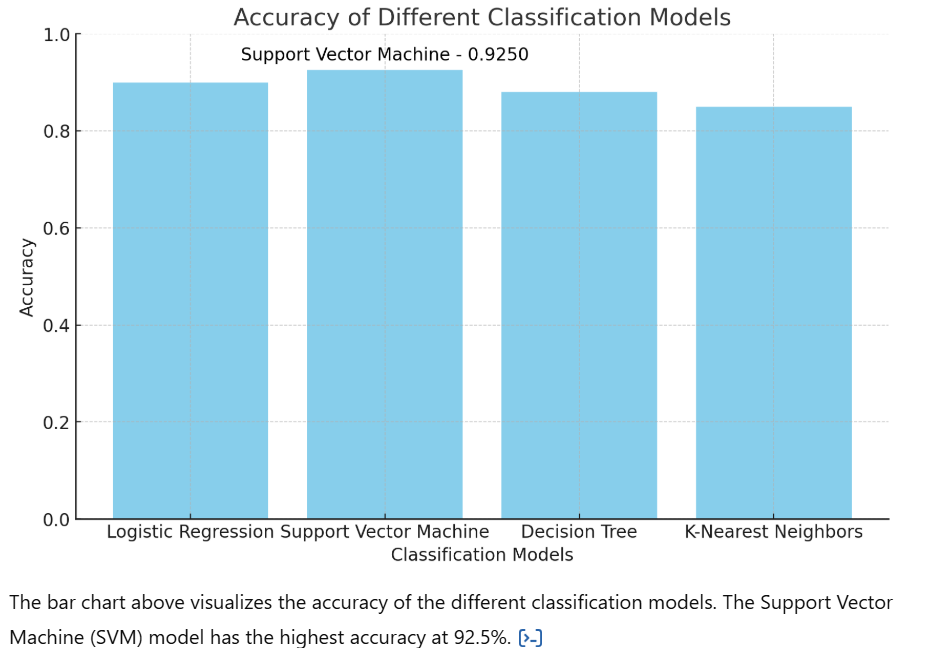 Accuracy of Different Classification Models
1.0
Support Vector Machine - 0.9250
0.8
0.6
Accuracy
0.4
0.2
0.0
Logistic Regression Support Vector Machine Decision Tree K-Nearest Neighbors
Classification Models
The bar chart above visualizes the accuracy of the different classification models. The Support Vector
Machine (SVM) model has the highest accuracy at 92.5%. [>-]